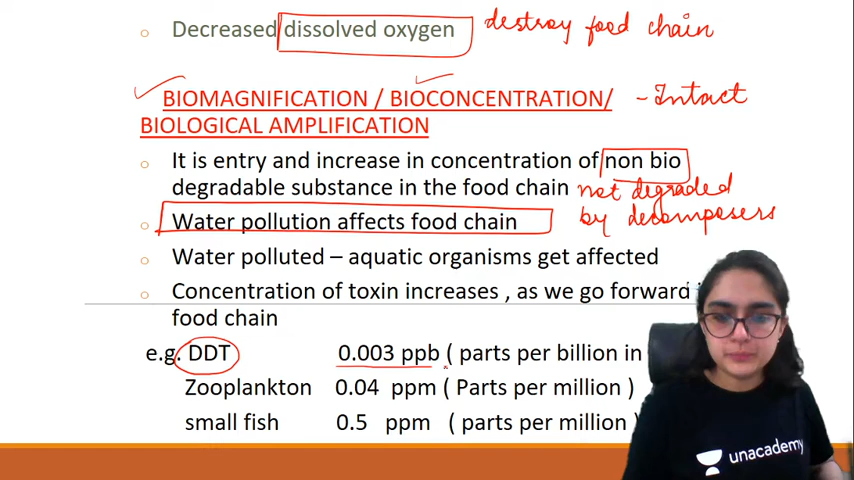 Decreased dissolved oxygen destroy food chain
BIOMAGNIFICATION / BIOCONCENTRATION/ - Intact
BIOLOGICAL AMPLIFICATION
It is entry and increase in concentration of non bio
degradable substance in the food chain not degraded
Water pollution affects food chain by decomposers
Water polluted – aquatic organisms get affected
Concentration of toxin increases , as we go forward
food chain
e.g. DDT 0.003 ppb ( parts per billion in
Zooplankton 0.04 ppm ( Parts per million )
small fish 0.5 ppm ( parts per million )
unacademy